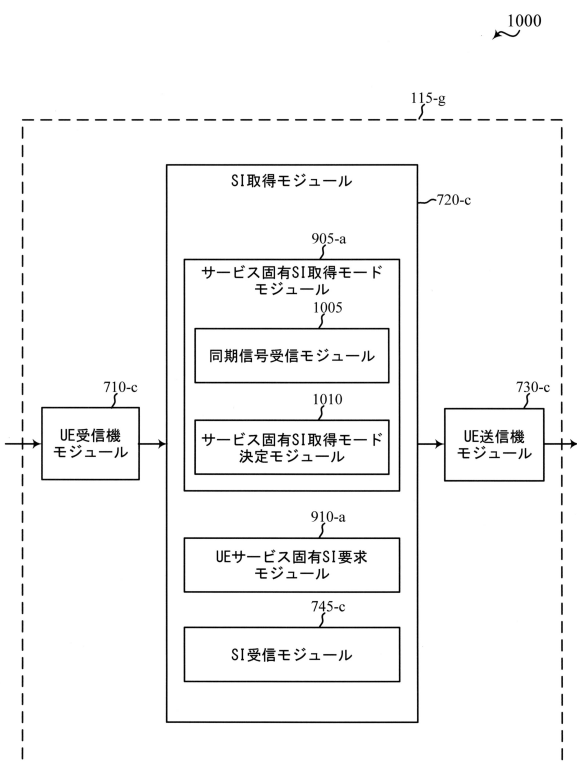 1000
115-g
SI取得モジュール
720-c
905-a
サービス固有SI取得モード
モジュール
1005
同期信号受信モジュール
710-c
UE受信機
モジュール
1010
サービス固有SI取得モード
決定モジュール
730-c
UE送信機
モジュール
910-a
UEサービス固有SI要求
モジュール
745-c
SI受信モジュール